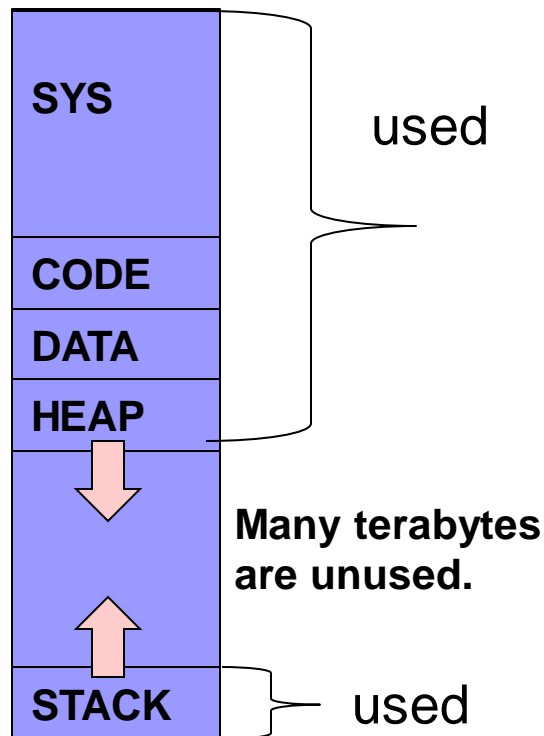 SYS
used
CODE
DATA
HEAP
Many terabytes
are unused.
STACK
used